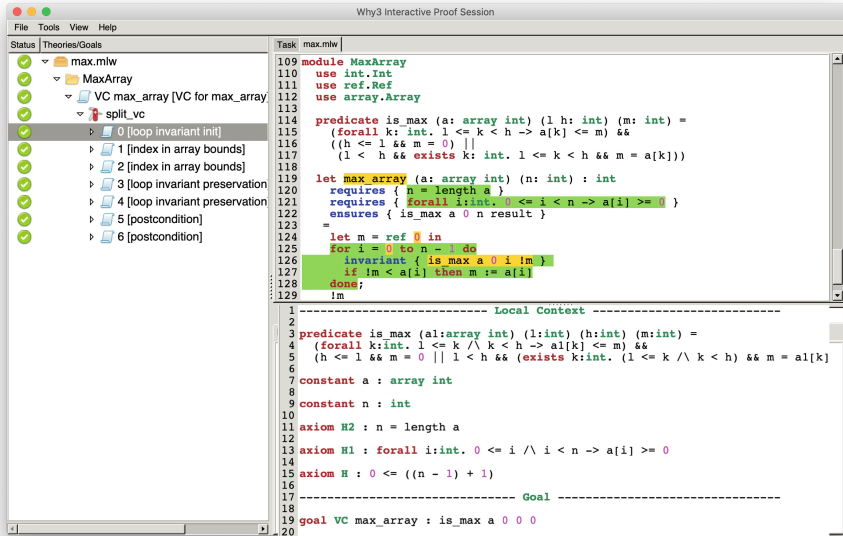 Why3 Interactive Proof Session
File Tools View Help
Status Theories/Goals
max.mlw
MaxArray
VC max_array [VC for max_array]
split_vc
0 [loop invariant init]
1 [index in array bounds]
2 [index in array bounds]
3 [loop invariant preservation
4 [loop invariant preservation
5 [postcondition]
6 [postcondition]
Task max.mlw
109 module MaxArray
110 use int.Int
111 use ref.Ref
112 use array.Array
113
114 predicate is_max (a: array int) (l h: int) (m: int) =
115 (forall k: int. l <= k < h -> a[k] <= m) &&
116 ((h <= l && m = 0) ||
117 (l < h && exists k: int. l <= k < h && m = a[k]))
118
119 let max_array (a: array int) (n: int) : int
120 requires { n = length a }
121 requires { forall i:int. 0 <= i < n -> a[i] >= 0 }
122 ensures { is_max a 0 n result }
123 =
124 let m = ref 0 in
125 for i = 0 to n - 1 do
126 invariant { is_max a 0 i !m }
127 if !m < a[i] then m := a[i]
128 done;
129 !m
1 --------------------------- Local Context ---------------------------
2
3 predicate is_max (a1:array int) (l:int) (h:int) (m:int) =
4 (forall k:int. l <= k /\ k < h -> a1[k] <= m) &&
5 (h <= l && m = 0 || l < h && (exists k:int. (l <= k /\ k < h) && m = a1[k]
6
7 constant a : array int
8
9 constant n : int
10
11 axiom H2 : n = length a
12
13 axiom H1 : forall i:int. 0 <= i /\ i < n -> a[i] >= 0
14
15 axiom H : 0 <= ((n - 1) + 1)
16
17 ------------------------------- Goal --------------------------------
18
19 goal VC max_array : is_max a 0 0 0
20